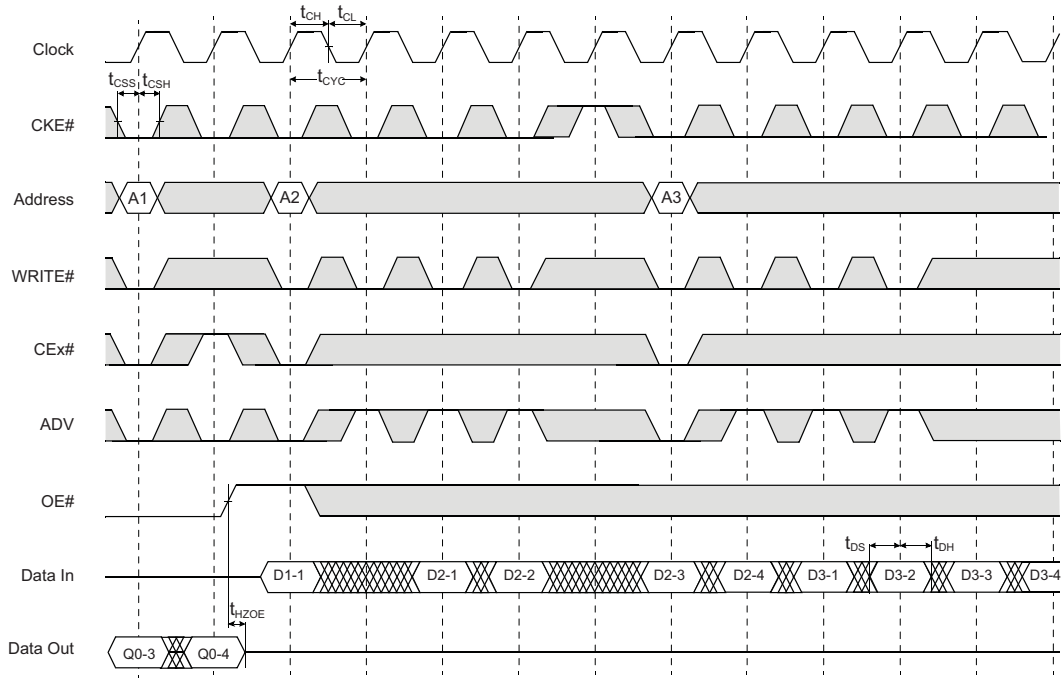 tCH tCL
Clock
tCSS tCSH tCYC
CKE#
Address A1 A2 A3
WRITE#
CEx#
ADV
OE#
tDS tDH
Data In D1-1 D2-1 D2-2 D2-3 D2-4 D3-1 D3-2 D3-3 D3-4
tHZOE
Data Out Q0-3 Q0-4